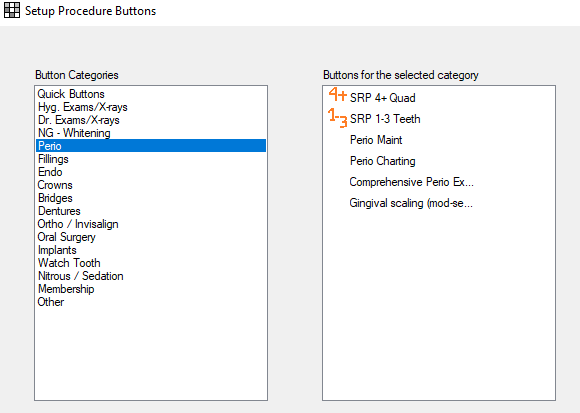 Setup Procedure Buttons
Button Categories
Quick Buttons
Hyg. Exams/X-rays
Dr. Exams/X-rays
NG - Whitening
Perio
Fillings
Endo
Crowns
Bridges
Dentures
Ortho / Invisalign
Oral Surgery
Implants
Watch Tooth
Nitrous / Sedation
Membership
Other
Buttons for the selected category
4+ SRP 4+ Quad
1-3 SRP 1-3 Teeth
Perio Maint
Perio Charting
Comprehensive Perio Ex...
Gingival scaling (mod-se...